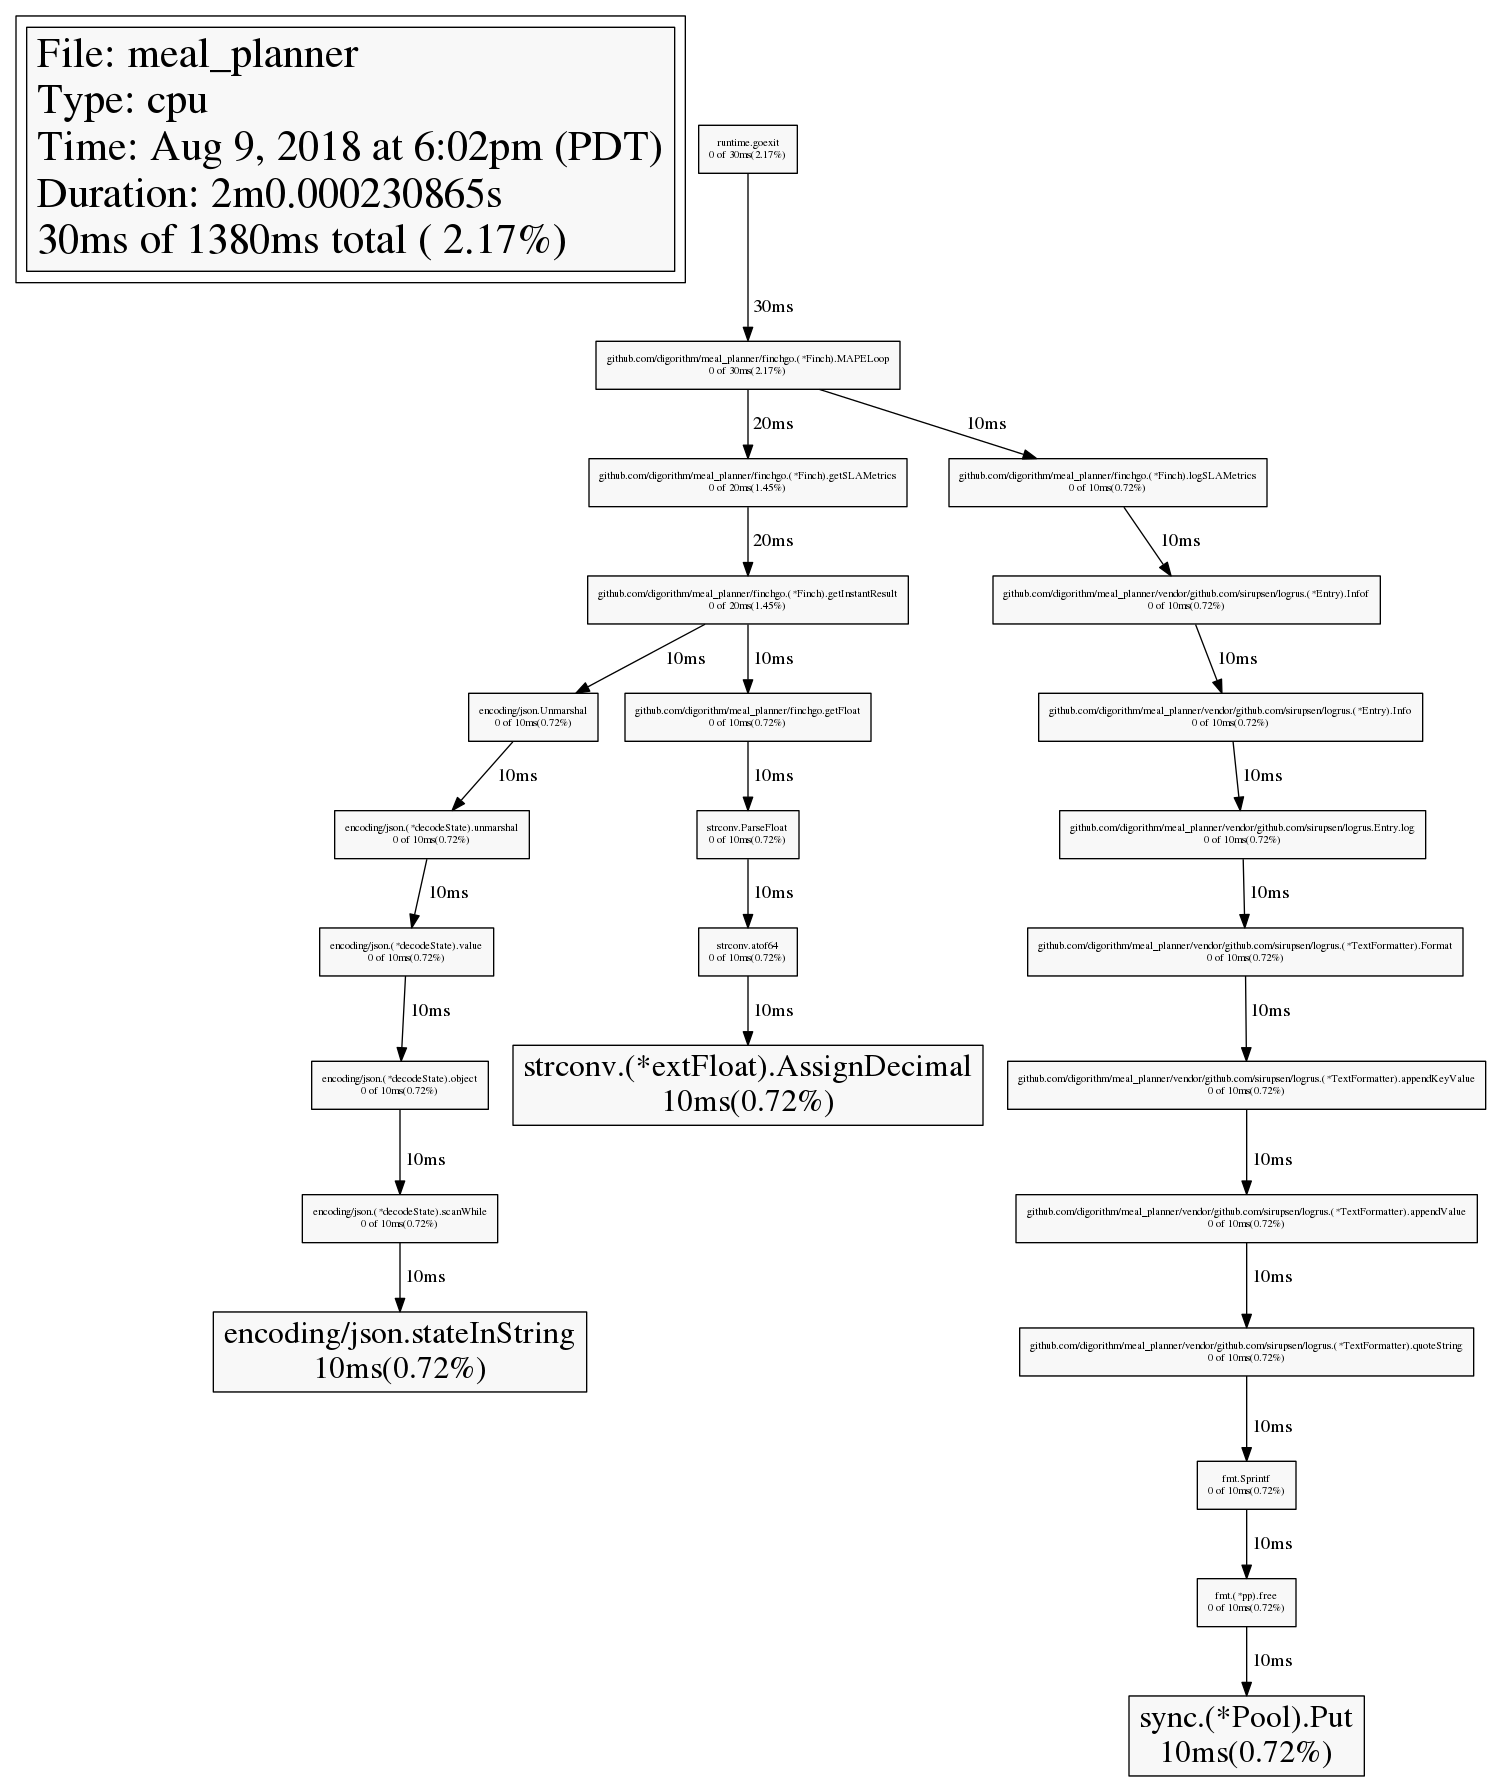 File: meal_planner
Type: cpu
Time: Aug 9, 2018 at 6:02pm (PDT)
Duration: 2m0.000230865s
30ms of 1380ms total ( 2.17%)
runtime.goexit
0 of 30ms(2.17%)
30ms
github.com/digorithm/meal_planner/finchgo.(*Finch).MAPELoop
0 of 30ms(2.17%)
20ms
10ms
github.com/digorithm/meal_planner/finchgo.(*Finch).getSLAMetrics
0 of 20ms(1.45%)
github.com/digorithm/meal_planner/finchgo.(*Finch).logSLAMetrics
0 of 10ms(0.72%)
20ms
10ms
github.com/digorithm/meal_planner/finchgo.(*Finch).getInstantResult
0 of 20ms(1.45%)
github.com/digorithm/meal_planner/vendor/github.com/sirupsen/logrus.(*Entry).Infof
0 of 10ms(0.72%)
10ms
10ms
10ms
encoding/json.Unmarshal
0 of 10ms(0.72%)
github.com/digorithm/meal_planner/finchgo.getFloat
0 of 10ms(0.72%)
github.com/digorithm/meal_planner/vendor/github.com/sirupsen/logrus.(*Entry).Info
0 of 10ms(0.72%)
10ms
10ms
10ms
encoding/json.(*decodeState).unmarshal
0 of 10ms(0.72%)
strconv.ParseFloat
0 of 10ms(0.72%)
github.com/digorithm/meal_planner/vendor/github.com/sirupsen/logrus.Entry.log
0 of 10ms(0.72%)
10ms
10ms
10ms
encoding/json.(*decodeState).value
0 of 10ms(0.72%)
strconv.atof64
0 of 10ms(0.72%)
github.com/digorithm/meal_planner/vendor/github.com/sirupsen/logrus.(*TextFormatter).Format
0 of 10ms(0.72%)
10ms
10ms
10ms
encoding/json.(*decodeState).object
0 of 10ms(0.72%)
strconv.(*extFloat).AssignDecimal
10ms(0.72%)
github.com/digorithm/meal_planner/vendor/github.com/sirupsen/logrus.(*TextFormatter).appendKeyValue
0 of 10ms(0.72%)
10ms
10ms
encoding/json.(*decodeState).scanWhile
0 of 10ms(0.72%)
github.com/digorithm/meal_planner/vendor/github.com/sirupsen/logrus.(*TextFormatter).appendValue
0 of 10ms(0.72%)
10ms
10ms
encoding/json.stateInString
10ms(0.72%)
github.com/digorithm/meal_planner/vendor/github.com/sirupsen/logrus.(*TextFormatter).quoteString
0 of 10ms(0.72%)
10ms
fmt.Sprintf
0 of 10ms(0.72%)
10ms
fmt.(*pp).free
0 of 10ms(0.72%)
10ms
sync.(*Pool).Put
10ms(0.72%)